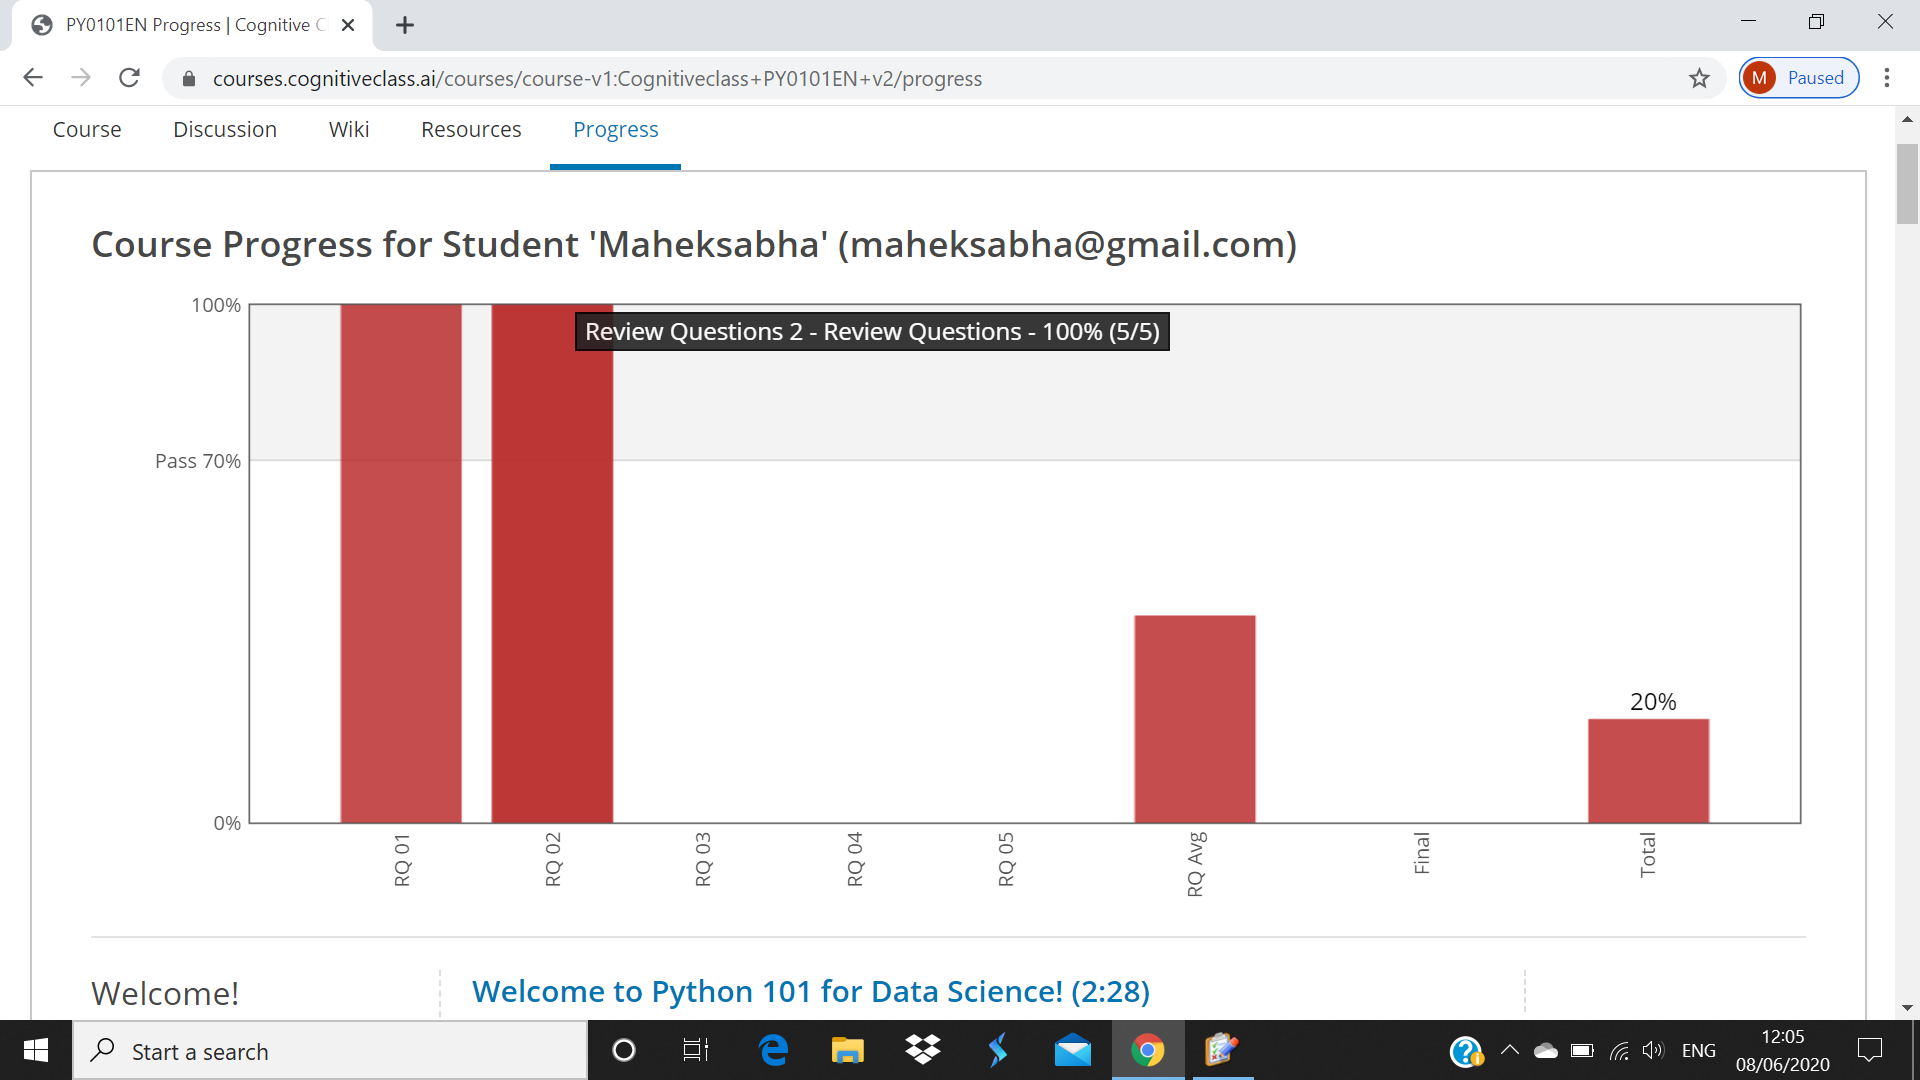 PY0101EN Progress | Cognitive C
courses.cognitiveclass.ai/courses/course-v1:Cognitiveclass+PY0101EN+v2/progress
M Paused
Course Discussion Wiki Resources Progress
Course Progress for Student 'Maheksabha' (maheksabha@gmail.com)
100%
Review Questions 2 - Review Questions - 100% (5/5)
Pass 70%
20%
0%
RQ 01 RQ 02 RQ 03 RQ 04 RQ 05 RQ Avg Final Total
Welcome!
Welcome to Python 101 for Data Science! (2:28)
Start a search
ENG
12:05
08/06/2020